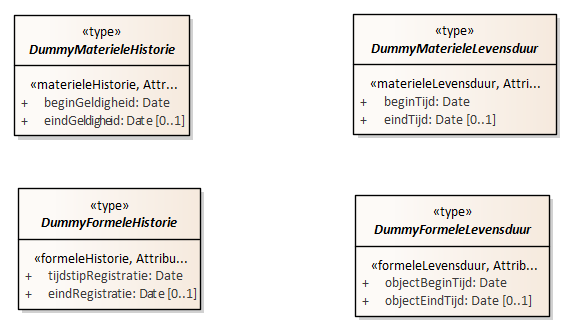 «type»
DummyMaterieleHistorie
«materieleHistorie, Attr...
+ beginGeldigheid: Date
+ eindGeldigheid: Date [0..1]
«type»
DummyMaterieleLevensduur
«materieleLevensduur, Attri...
+ beginTijd: Date
+ eindTijd: Date [0..1]
«type»
DummyFormeleHistorie
«formeleHistorie, Attribu...
+ tijdstipRegistratie: Date
+ eindRegistratie: Date [0..1]
«type»
DummyFormeleLevensduur
«formeleLevensduur, Attrib...
+ objectBeginTijd: Date
+ objectEindTijd: Date [0..1]